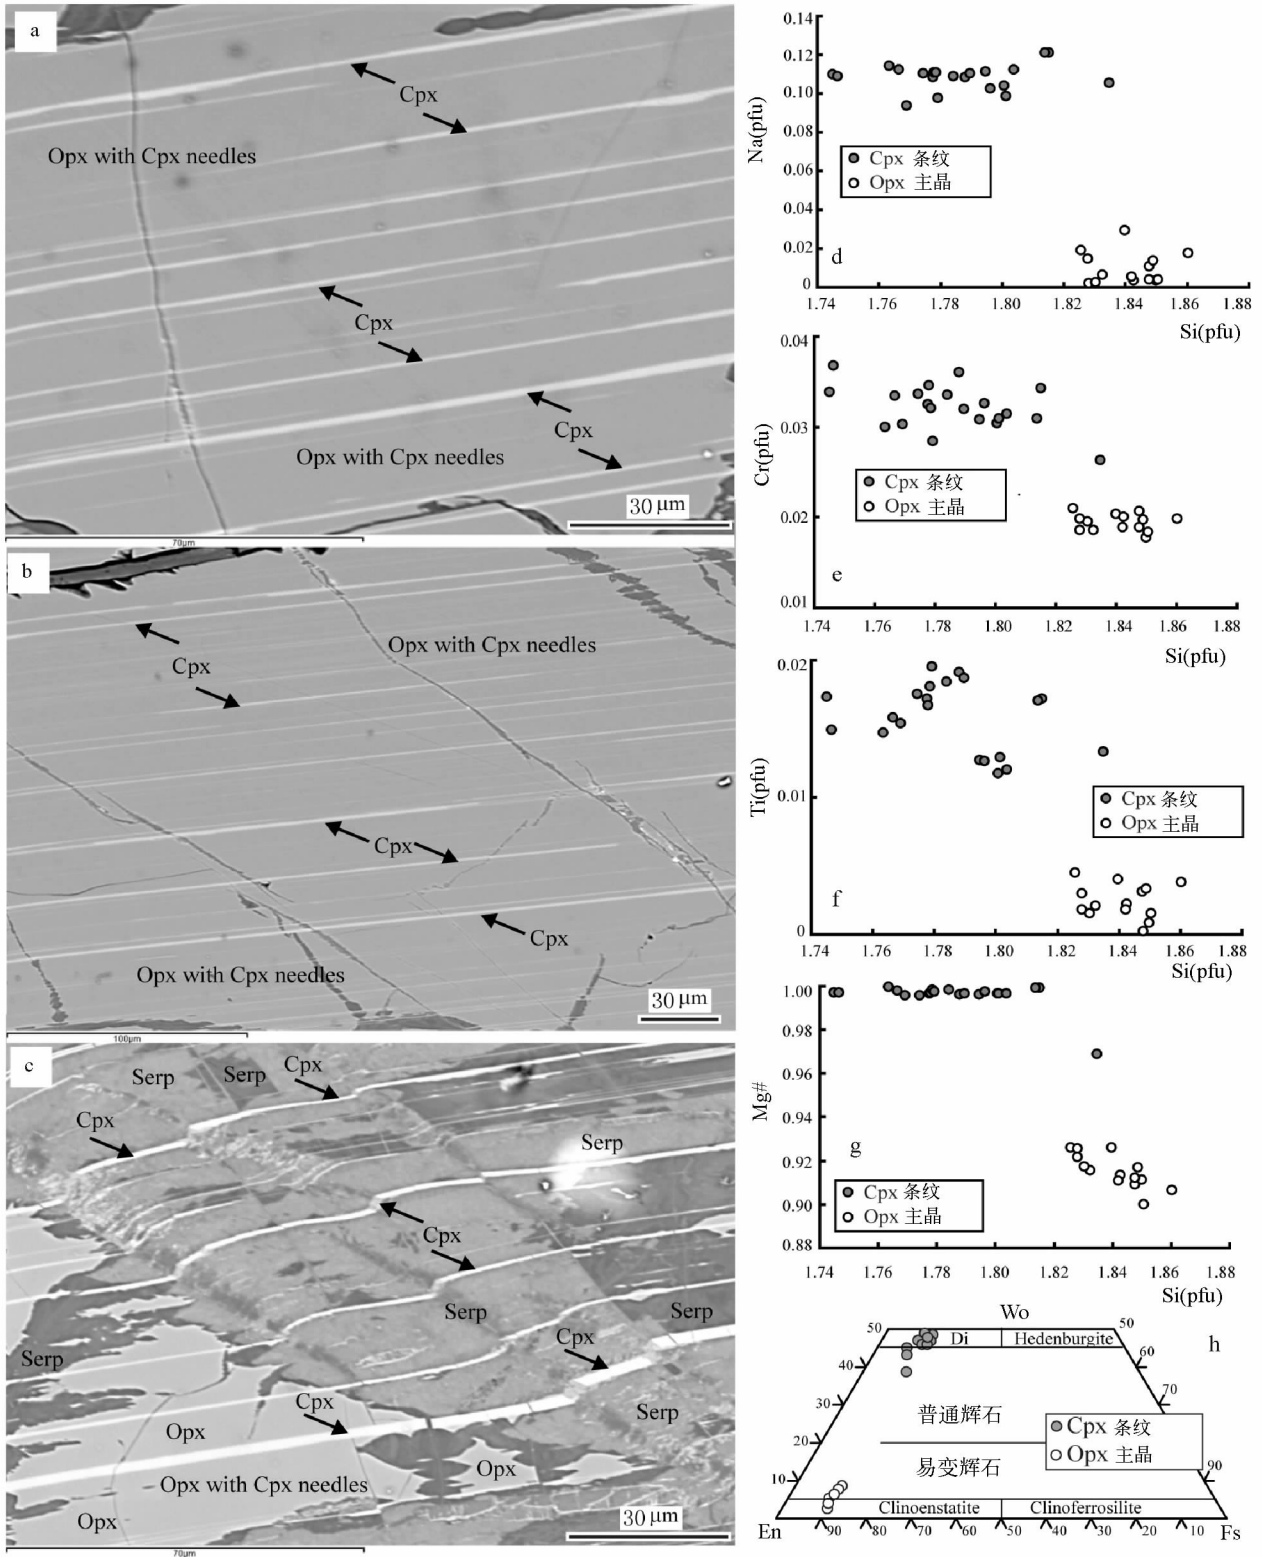 a
Cpx
Opx with Cpx needles
Cpx
Cpx
Opx with Cpx needles
30 μm
70μm
b
Opx with Cpx needles
Cpx
Cpx
Cpx
Opx with Cpx needles
30 μm
100μm
c
Serp
Serp
Cpx
Cpx
Serp
Cpx
Serp
Serp
Cpx
Serp
Cpx
Serp
Opx
Opx
Opx with Cpx needles
Opx
30 μm
70μm
0.14
0.12
0.10
0.08
0.06
0.04
0.02
0
Na(pfu)
Cpx 条纹
Opx 主晶
d
1.74 1.76 1.78 1.80 1.82 1.84 1.86 1.88
Si(pfu)
0.04
0.03
0.02
0.01
Cr(pfu)
Cpx 条纹
Opx 主晶
e
1.74 1.76 1.78 1.80 1.82 1.84 1.86 1.88
Si(pfu)
0.02
0.01
0
Ti(pfu)
Cpx 条纹
Opx 主晶
f
1.74 1.76 1.78 1.80 1.82 1.84 1.86 1.88
Si(pfu)
1.00
0.98
0.96
0.94
0.92
0.90
0.88
Mg#
g
Cpx 条纹
Opx 主晶
1.74 1.76 1.78 1.80 1.82 1.84 1.86 1.88
Si(pfu)
Wo
50 50
Di Hedenburgite
h
40 60
30 70
普通辉石
Cpx 条纹
Opx 主晶
20
易变辉石
10 90
Clinoenstatite Clinoferrosilite
En Fs
90 80 70 60 50 40 30 20 10